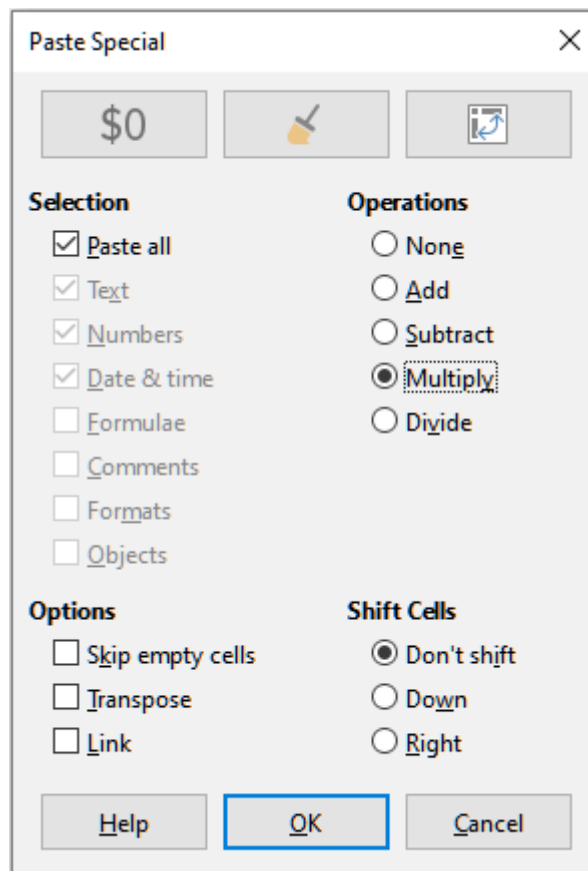 Paste Special
$0
Selection
Paste all
Text
Numbers
Date & time
Formulae
Comments
Formats
Objects
Operations
None
Add
Subtract
Multiply
Divide
Options
Skip empty cells
Transpose
Link
Shift Cells
Don't shift
Down
Right
Help
OK
Cancel